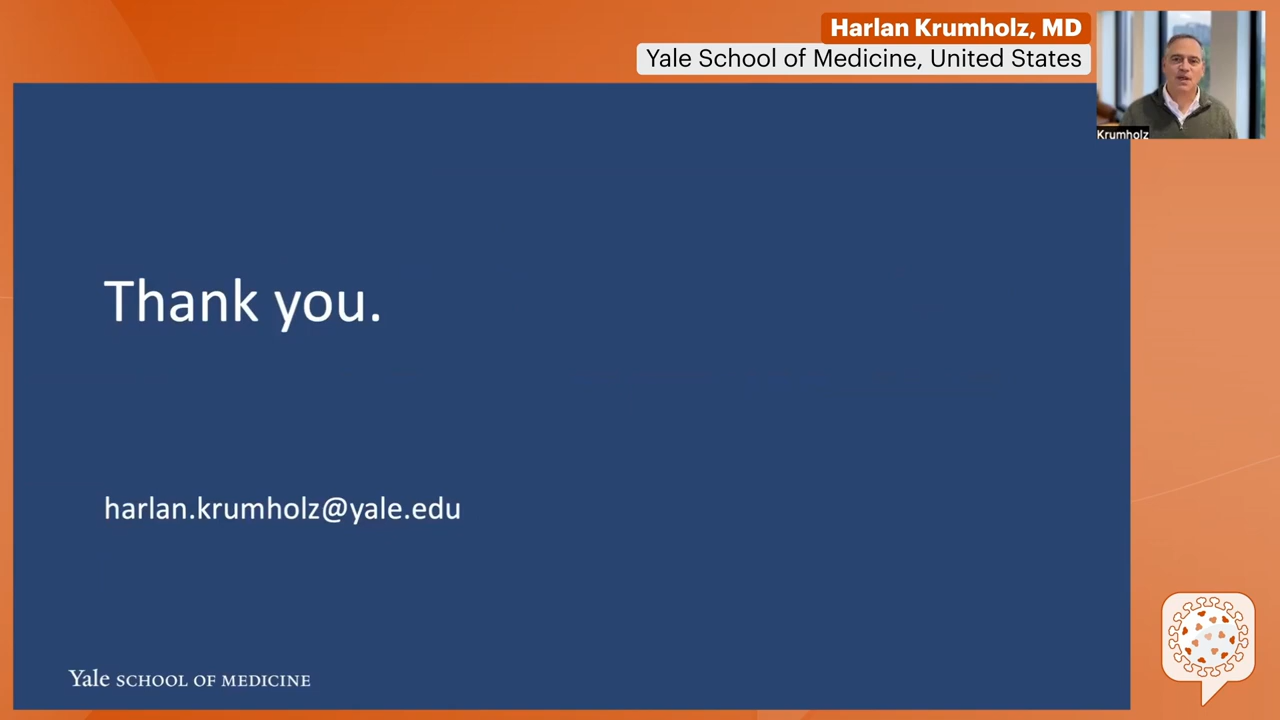 Harlan Krumholz, MD
Yale School of Medicine, United States
Krumholz
Thank you.
harlan.krumholz@yale.edu
Yale SCHOOL OF MEDICINE